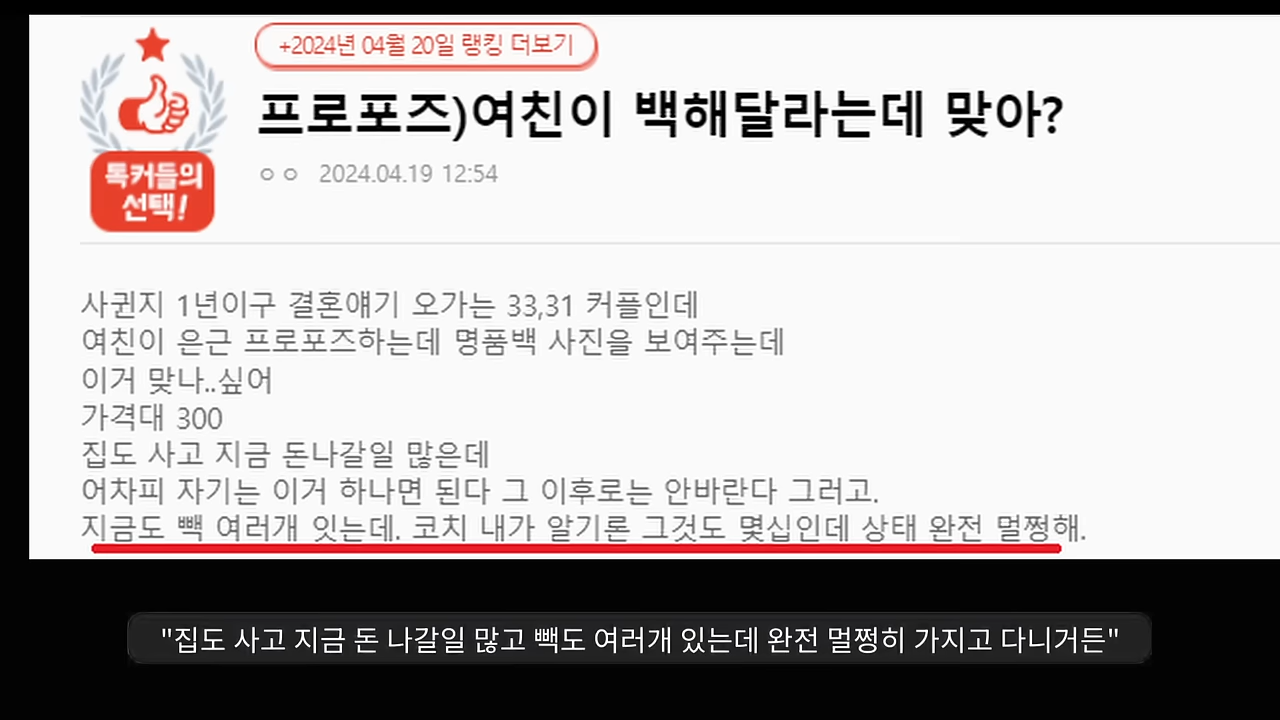 +2024년 04월 20일 랭킹 더보기
프로포즈)여친이 백해달라는데 맞아?
ㅇㅇ 2024.04.19 12:54
톡커들의
선택!
사귄지 1년이구 결혼얘기 오가는 33,31 커플인데
여친이 은근 프로포즈하는데 명품백 사진을 보여주는데
이거 맞나..싶어
가격대 300
집도 사고 지금 돈나갈일 많은데
어차피 자기는 이거 하나면 된다 그 이후로는 안바란다 그러고.
지금도 빽 여러개 잇는데. 코치 내가 알기론 그것도 몇십인데 상태 완전 멀쩡해.
"집도 사고 지금 돈 나갈일 많고 빽도 여러개 있는데 완전 멀쩡히 가지고 다니거든"